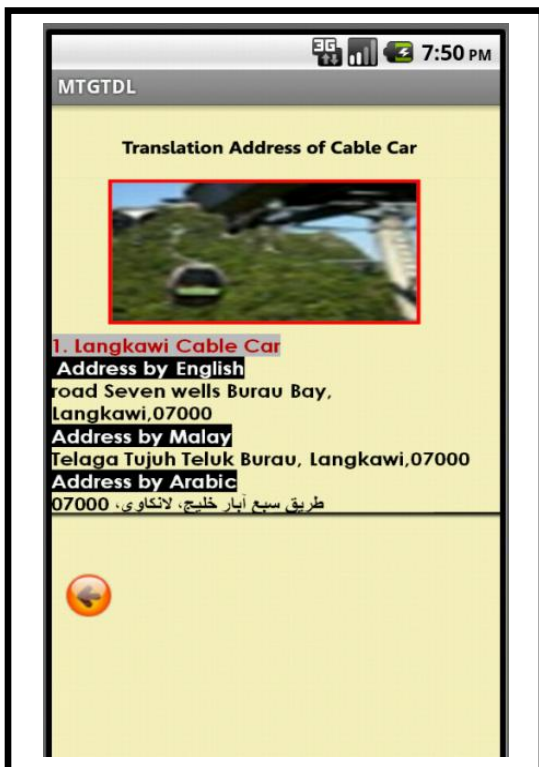 3G 7:50 PM
MTGTDL
Translation Address of Cable Car
1. Langkawi Cable Car
Address by English
road Seven wells Burau Bay,
Langkawi,07000
Address by Malay
Telaga Tujuh Teluk Burau, Langkawi,07000
Address by Arabic
طريق سبع آبار خليج، لانكاوي، 07000